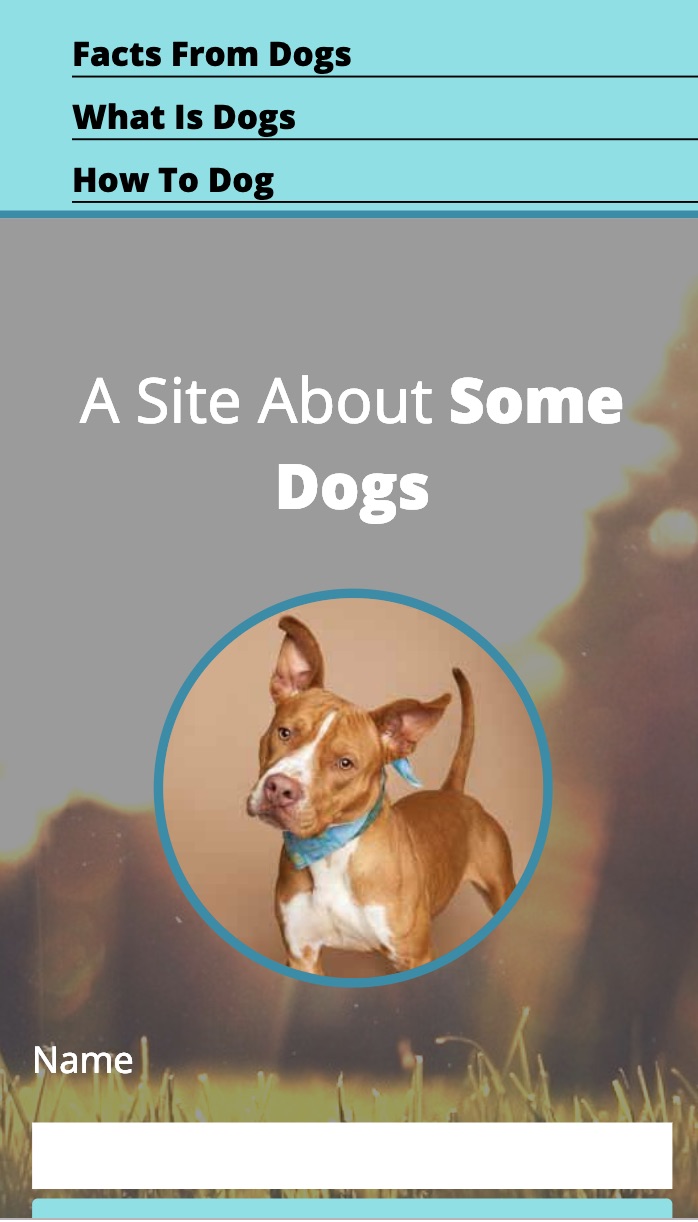 Facts From Dogs
What Is Dogs
How To Dog
A Site About Some
Dogs
Name